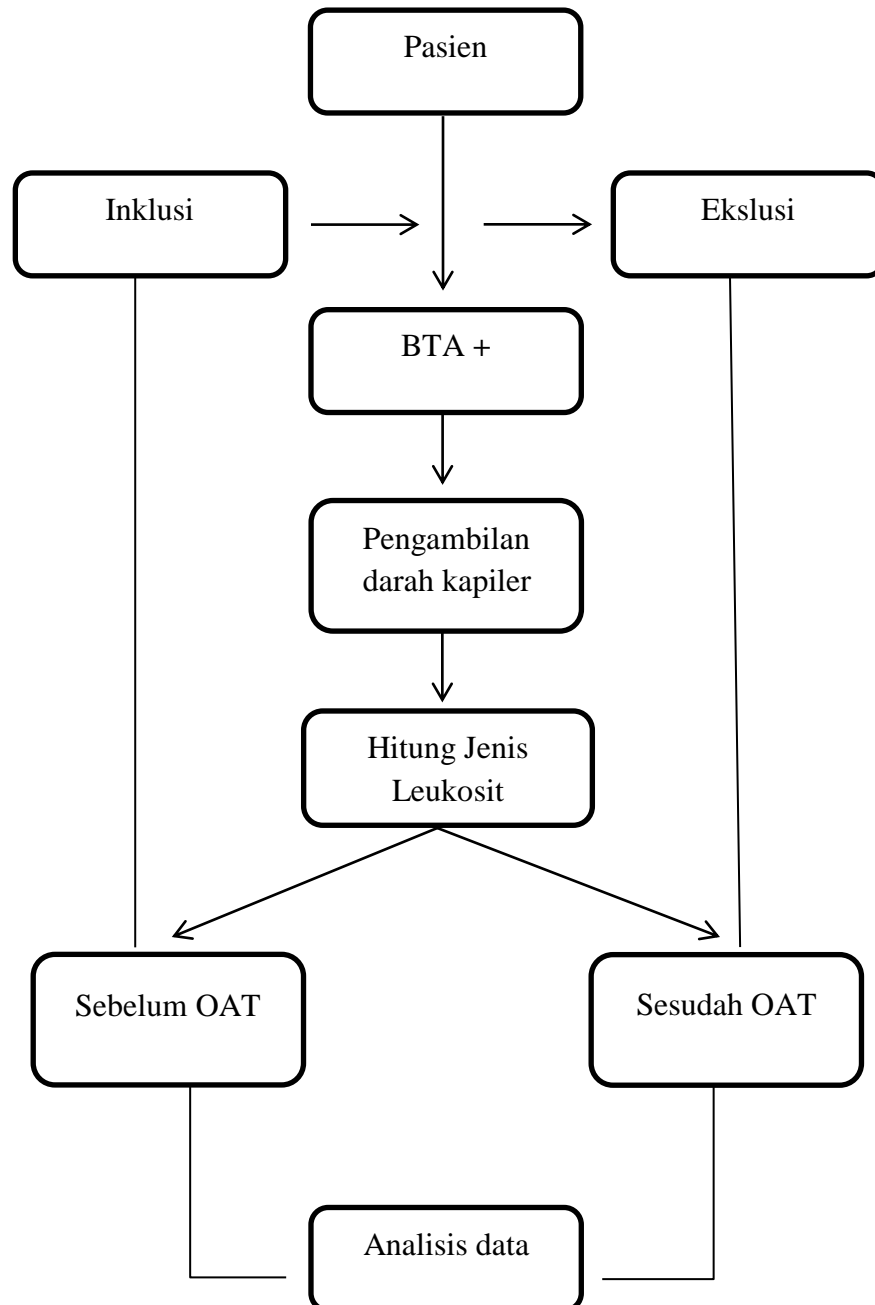 Pasien
Inklusi
Ekslusi
BTA +
Pengambilan
darah kapiler
Hitung Jenis
Leukosit
Sebelum OAT
Sesudah OAT
Analisis data